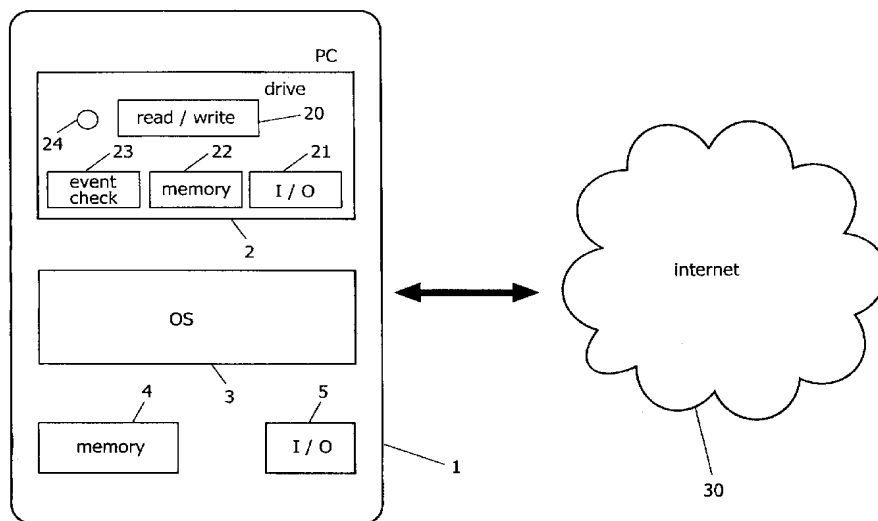 PC
drive
read / write
20
24
23
22
21
event
check
memory
I / O
2
internet
OS
3
4
5
memory
I / O
1
30